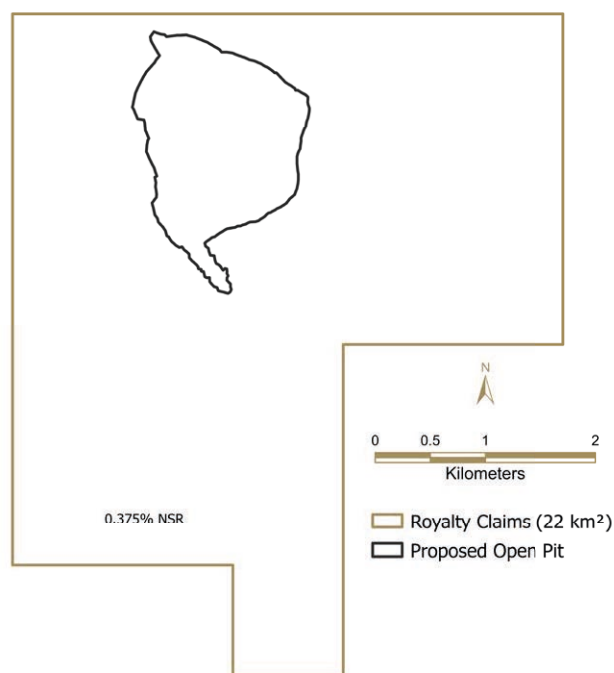 N
0 0.5 1 2
Kilometers
0.375% NSR
Royalty Claims (22 km²)
Proposed Open Pit